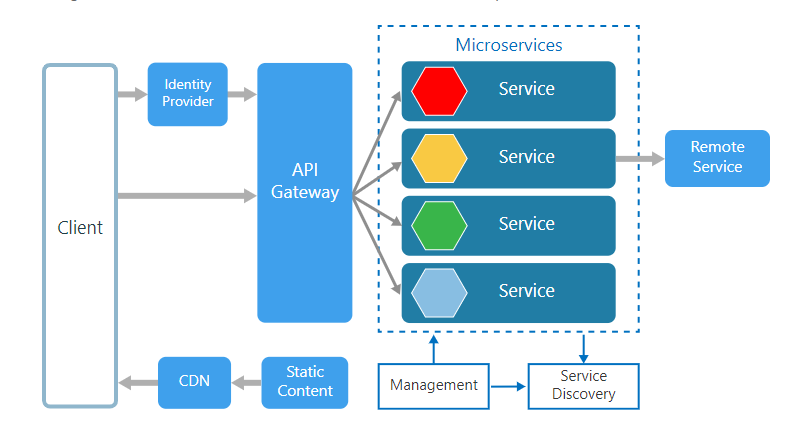 Microservices
Identity
Provider
API
Gateway
Client
Service
Service
Service
Service
Remote
Service
CDN
Static
Content
Management
Service
Discovery